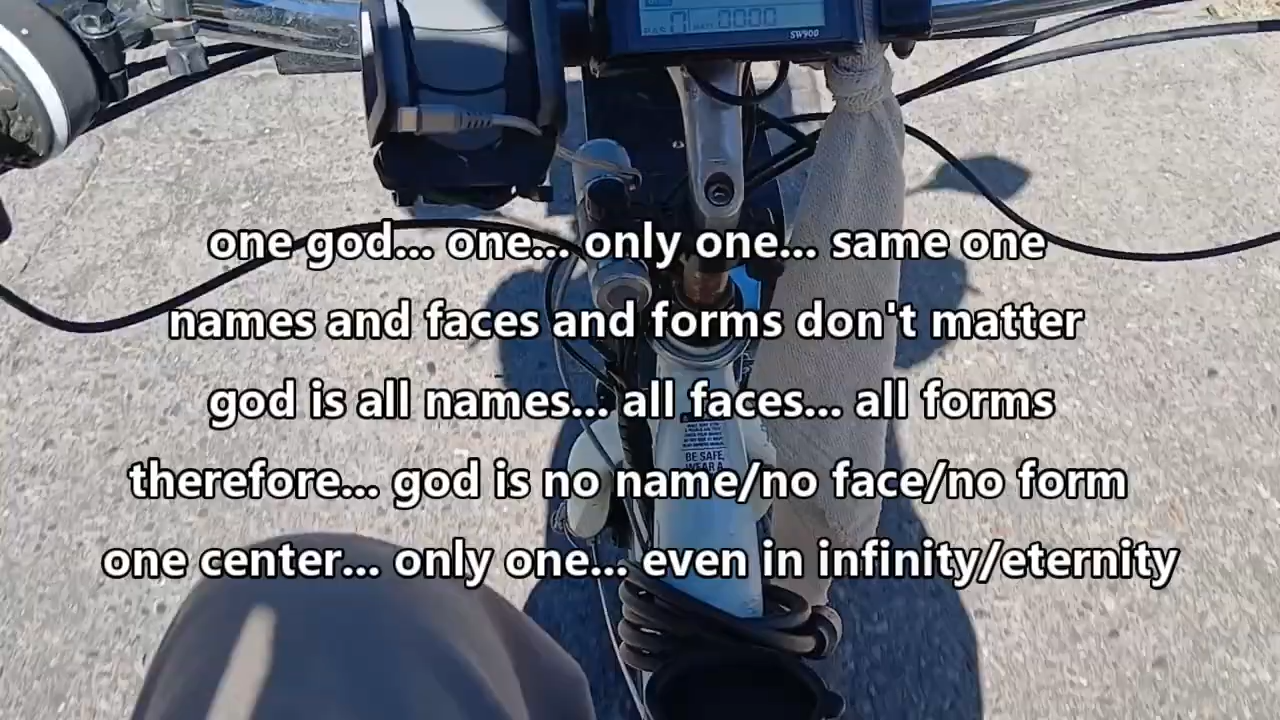 0000
SW900
one god... one... only one... same one
names and faces and forms don't matter
god is all names... all faces... all forms
BE SAFE,
WEAR A
therefore... god is no name/no face/no form
one center... only one... even in infinity/eternity